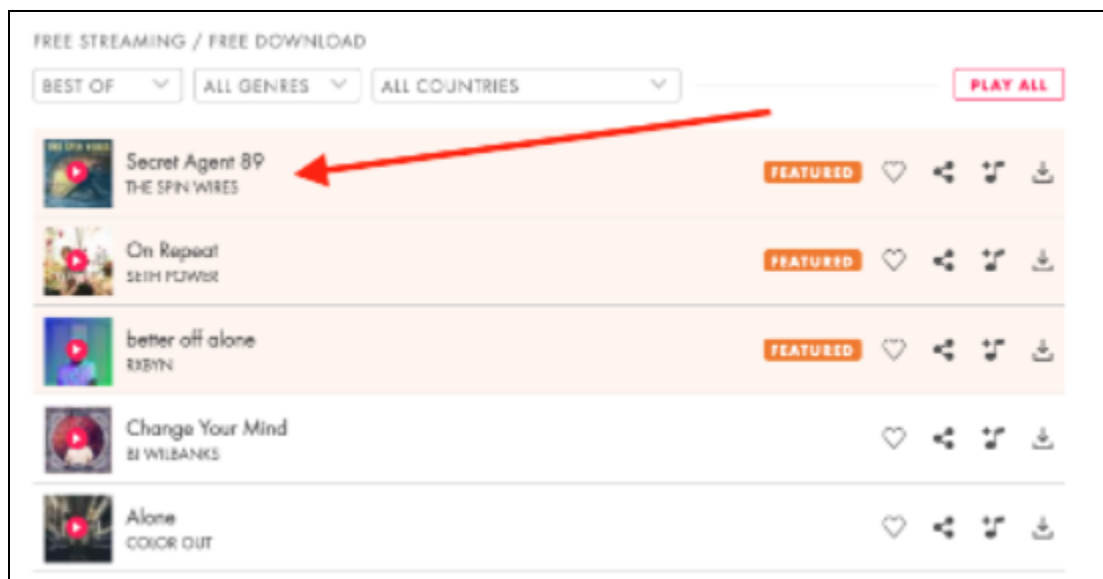 FREE STREAMING / FREE DOWNLOAD
BEST OF ALL GENRES ALL COUNTRIES PLAY ALL
Secret Agent 89
THE SPIN WIRES
FEATURED
On Repeat
SETH POWER
FEATURED
better off alone
RXBYN
FEATURED
Change Your Mind
BJ WILBANKS
Alone
COLOR OUT